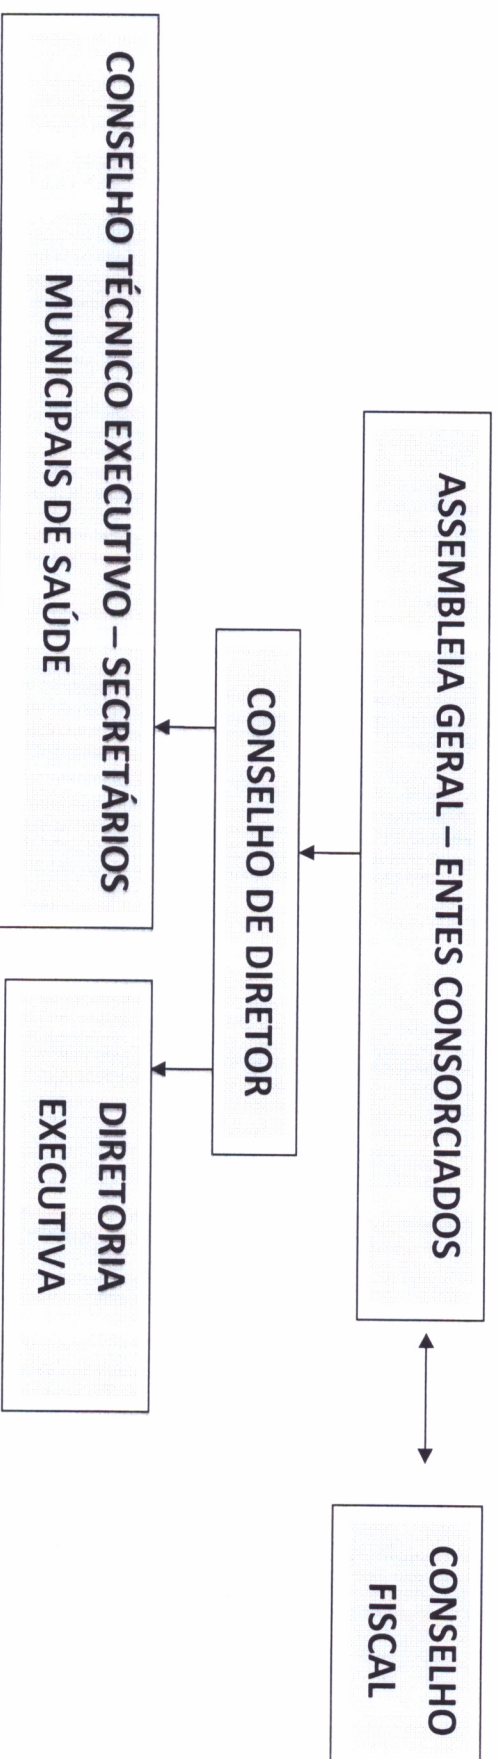 ASSEMBLEIA GERAL – ENTES CONSORCIADOS
CONSELHO
FISCAL
CONSELHO DE DIRETOR
CONSELHO TÉCNICO EXECUTIVO – SECRETÁRIOS
MUNICIPAIS DE SAÚDE
DIRETORIA
EXECUTIVA